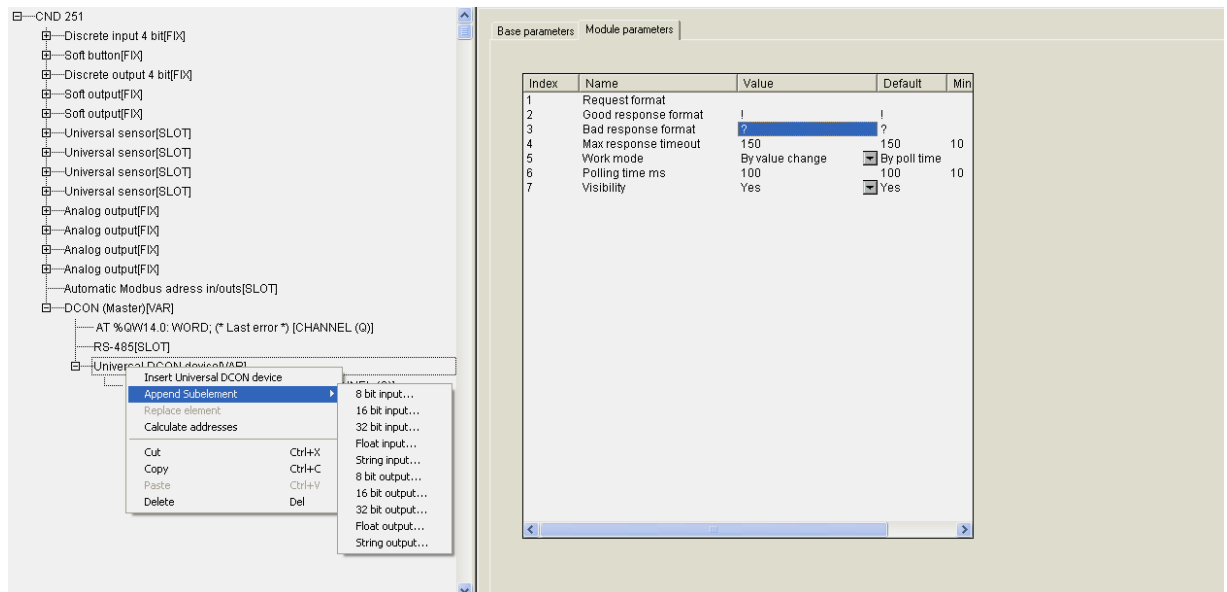 CND 251
Discrete input 4 bit[FIX]
Soft button[FIX]
Discrete output 4 bit[FIX]
Soft output[FIX]
Soft output[FIX]
Universal sensor[SLOT]
Universal sensor[SLOT]
Universal sensor[SLOT]
Universal sensor[SLOT]
Analog output[FIX]
Analog output[FIX]
Analog output[FIX]
Analog output[FIX]
Automatic Modbus adress in/outs[SLOT]
DCON (Master)[VAR]
AT %QW14.0: WORD; (* Last error *) [CHANNEL (Q)]
RS-485[SLOT]
Universal DCON device[VAR]
Insert Universal DCON device
Append Subelement
Replace element
Calculate addresses
Cut Ctrl+X
Copy Ctrl+C
Paste Ctrl+V
Delete Del
8 bit input...
16 bit input...
32 bit input...
Float input...
String input...
8 bit output...
16 bit output...
32 bit output...
Float output...
String output...
Base parameters Module parameters
Index Name Value Default Min
1 Request format
2 Good response format ! !
3 Bad response format ? ?
4 Max response timeout 150 150 10
5 Work mode By value change By poll time
6 Polling time ms 100 100 10
7 Visibility Yes Yes